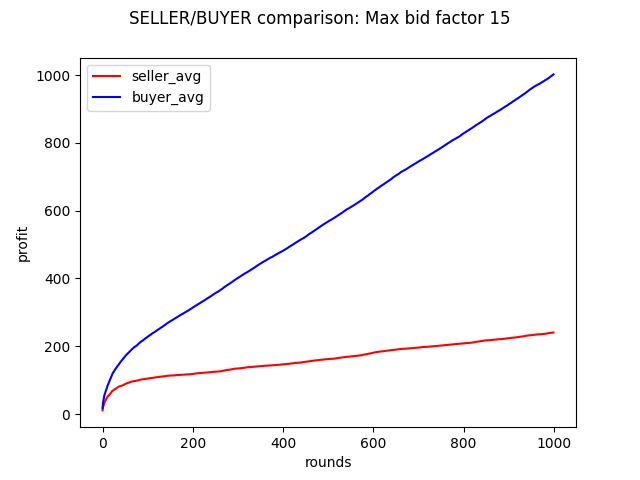 SELLER/BUYER comparison: Max bid factor 15
seller_avg
buyer_avg
1000
800
600
400
200
0
profit
0 200 400 600 800 1000
rounds